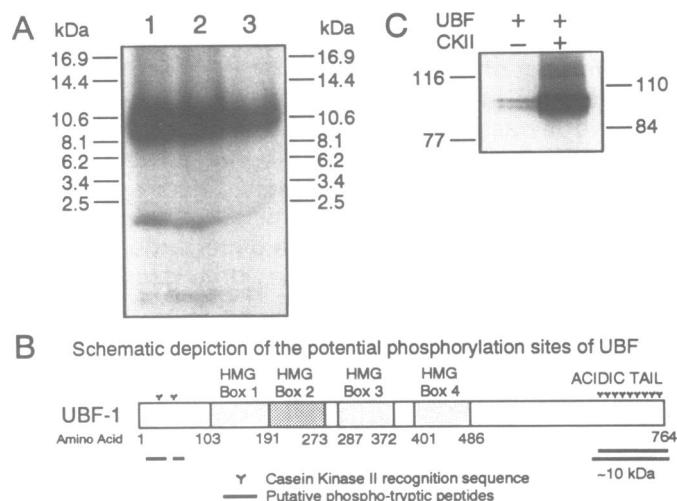 A
kDa 1 2 3 kDa
16.9 16.9
14.4 14.4
10.6 10.6
8.1 8.1
6.2 6.2
3.4 3.4
2.5 2.5
C
UBF + +
CKII – +
116 110
77 84
B Schematic depiction of the potential phosphorylation sites of UBF
HMG HMG HMG HMG
Box 1 Box 2 Box 3 Box 4 ACIDIC TAIL
UBF-1
Amino Acid 1 103 191 273 287 372 401 486 764
Casein Kinase II recognition sequence ~10 kDa
Putative phospho-tryptic peptides